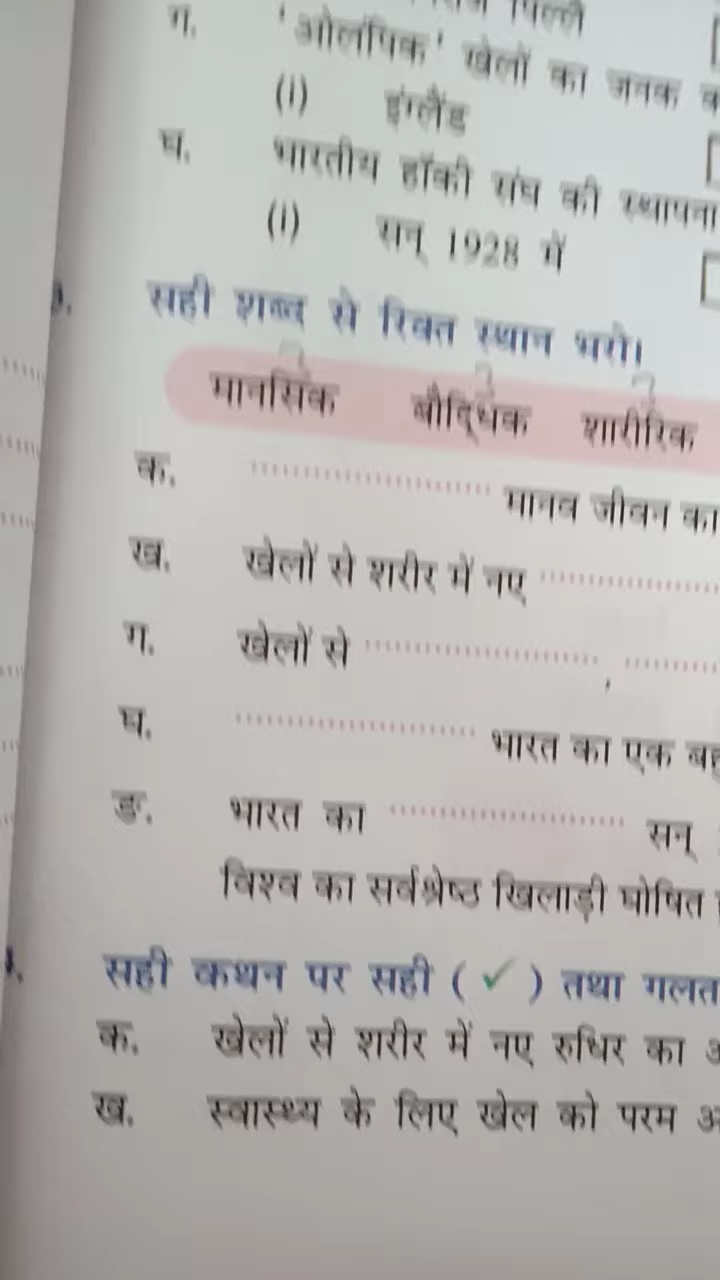 ग. 'ओलंपिक' खेलों का जनक
(i) इंग्लैंड
घ. भारतीय हॉकी संघ की स्थापना
(i) सन् 1928 में
सही शब्द से रिक्त स्थान भरो।
मानसिक बौद्धिक शारीरिक
क. ........................ मानव जीवन का
ख. खेलों से शरीर में नए ........................
ग. खेलों से ........................ , ............
घ. ........................ भारत का एक
ङ. भारत का ........................ सन्
विश्व का सर्वश्रेष्ठ खिलाड़ी घोषित
सही कथन पर सही ( ✓ ) तथा गलत
क. खेलों से शरीर में नए रुधिर का
ख. स्वास्थ्य के लिए खेल को परम